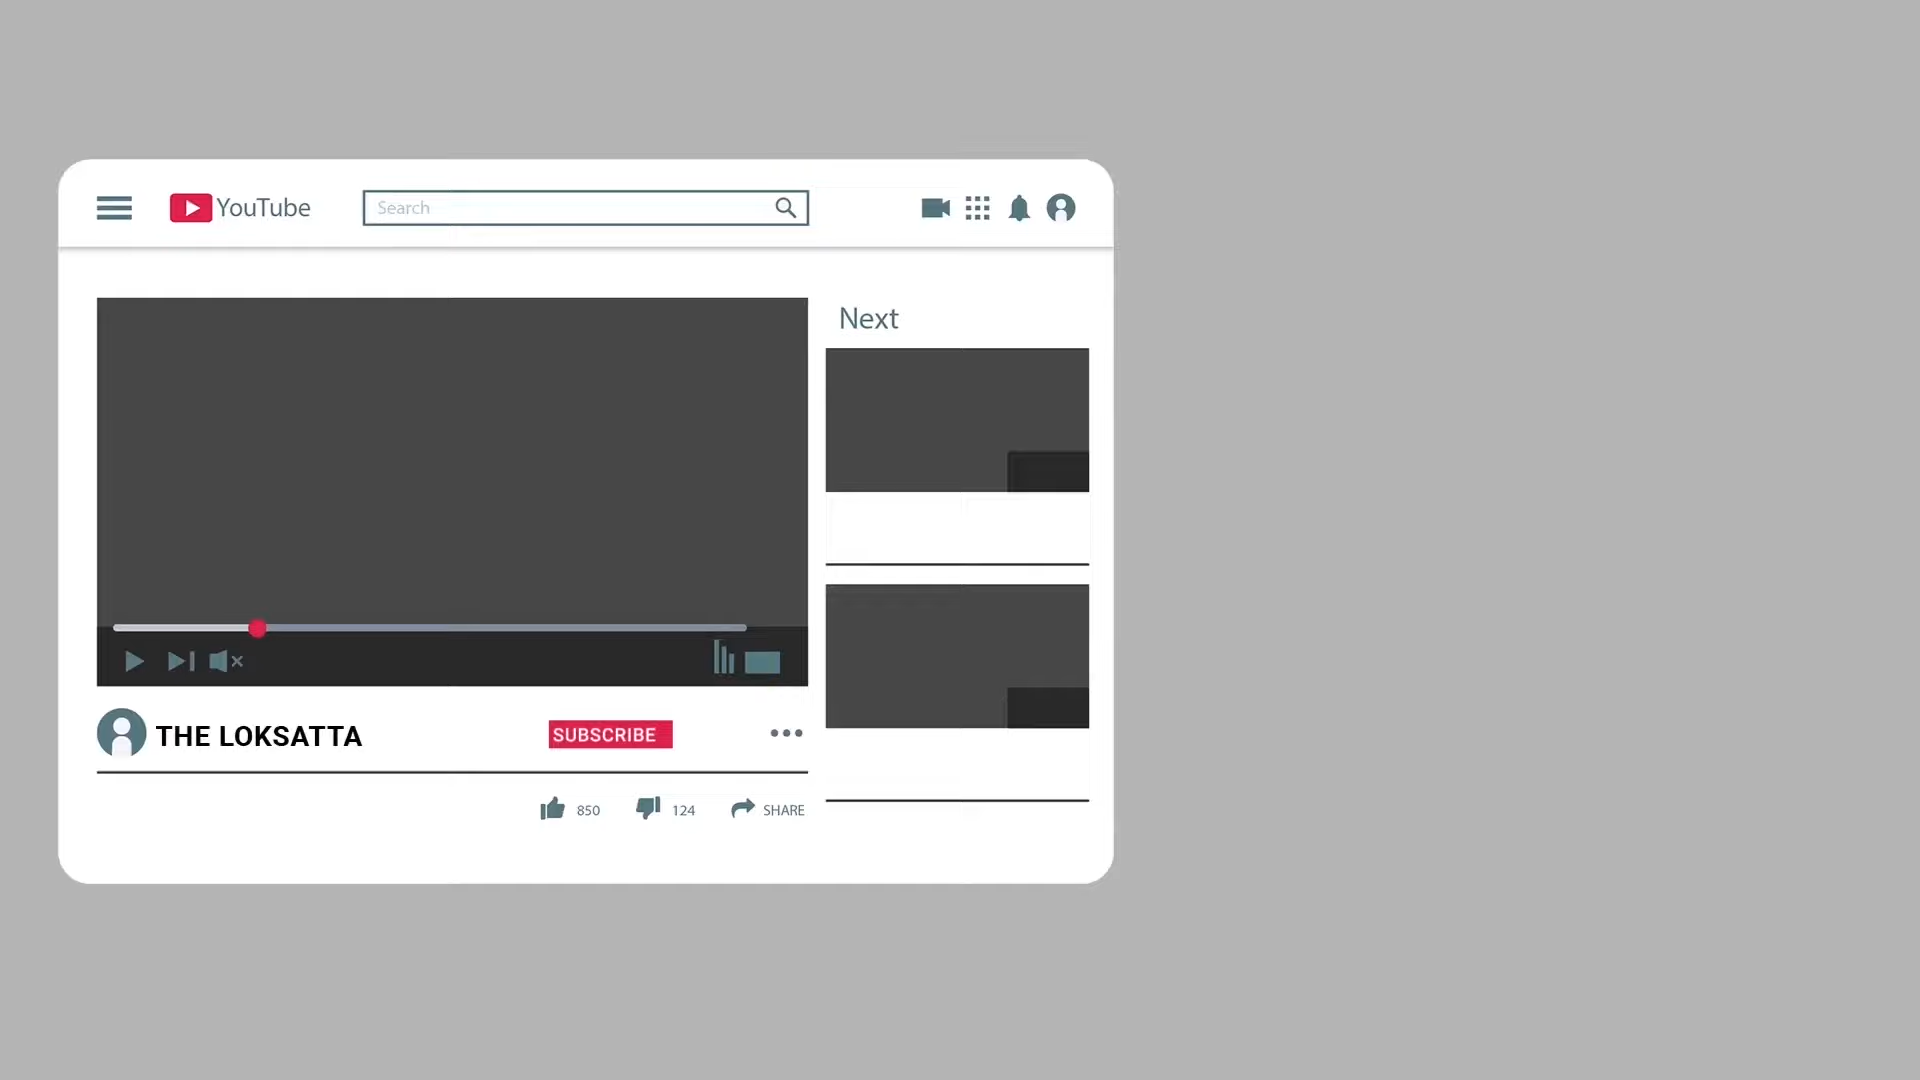 YouTube
Search
Next
THE LOKSATTA
SUBSCRIBE
850
124
SHARE